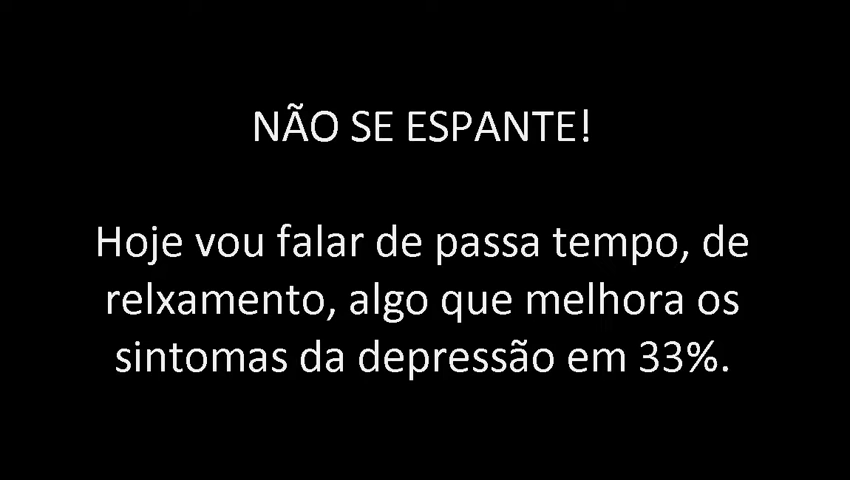 NÃO SE ESPANTE!
Hoje vou falar de passa tempo, de
relxamento, algo que melhora os
sintomas da depressão em 33%.